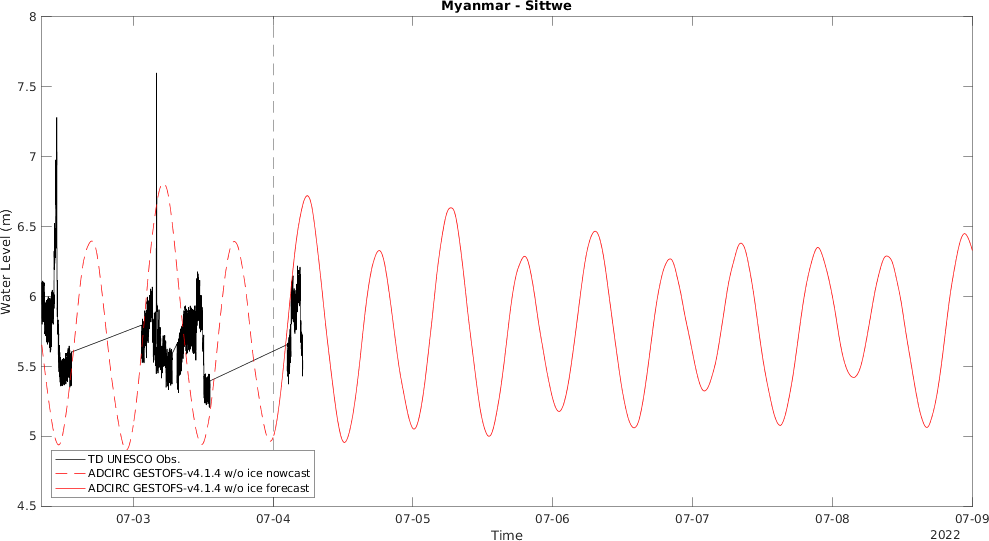 Myanmar - Sittwe
8
7.5
7
6.5
6
5.5
5
4.5
Water Level (m)
TD UNESCO Obs.
ADCIRC GESTOFS-v4.1.4 w/o ice nowcast
ADCIRC GESTOFS-v4.1.4 w/o ice forecast
07-03 07-04 07-05 07-06 07-07 07-08 07-09
Time
2022